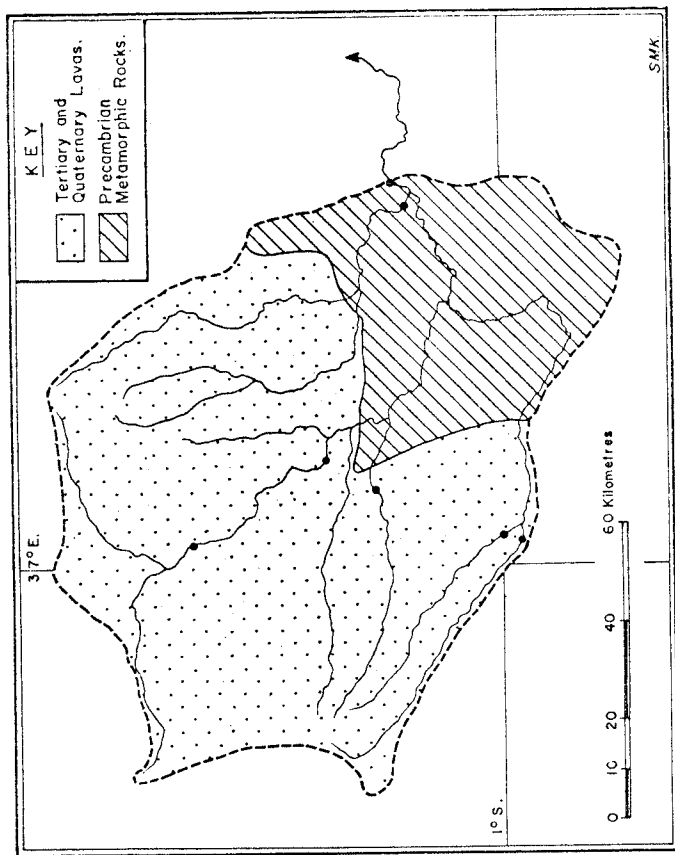 KEY
Tertiary and
Quaternary Lavas.
Precambrian
Metamorphic Rocks.
37°E.
1°S.
0 10 20 40 60 Kilometres
SMK.